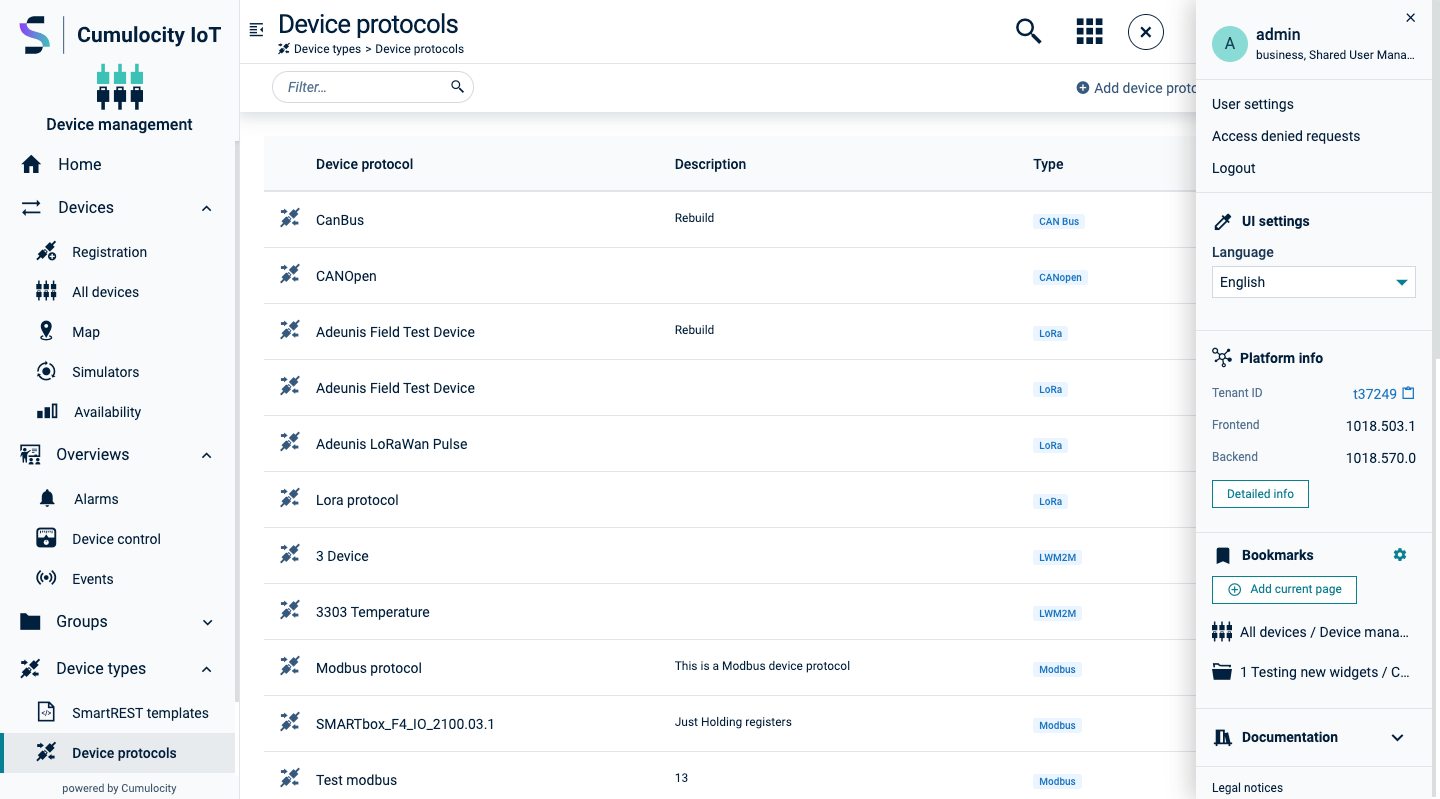 Cumulocity IoT
Device management
Home
Devices
Registration
All devices
Map
Simulators
Availability
Overviews
Alarms
Device control
Events
Groups
Device types
SmartREST templates
Device protocols
powered by Cumulocity
Device protocols
Device types > Device protocols
Filter…
Add device proto
Device protocol Description Type
CanBus Rebuild CAN Bus
CANOpen CANopen
Adeunis Field Test Device Rebuild LoRa
Adeunis Field Test Device LoRa
Adeunis LoRaWan Pulse LoRa
Lora protocol LoRa
3 Device LWM2M
3303 Temperature LWM2M
Modbus protocol This is a Modbus device protocol Modbus
SMARTbox_F4_IO_2100.03.1 Just Holding registers Modbus
Test modbus 13 Modbus
A
admin
business, Shared User Mana…
User settings
Access denied requests
Logout
UI settings
Language
English
Platform info
Tenant ID t37249
Frontend 1018.503.1
Backend 1018.570.0
Detailed info
Bookmarks
Add current page
All devices / Device mana…
1 Testing new widgets / C…
Documentation
Legal notices